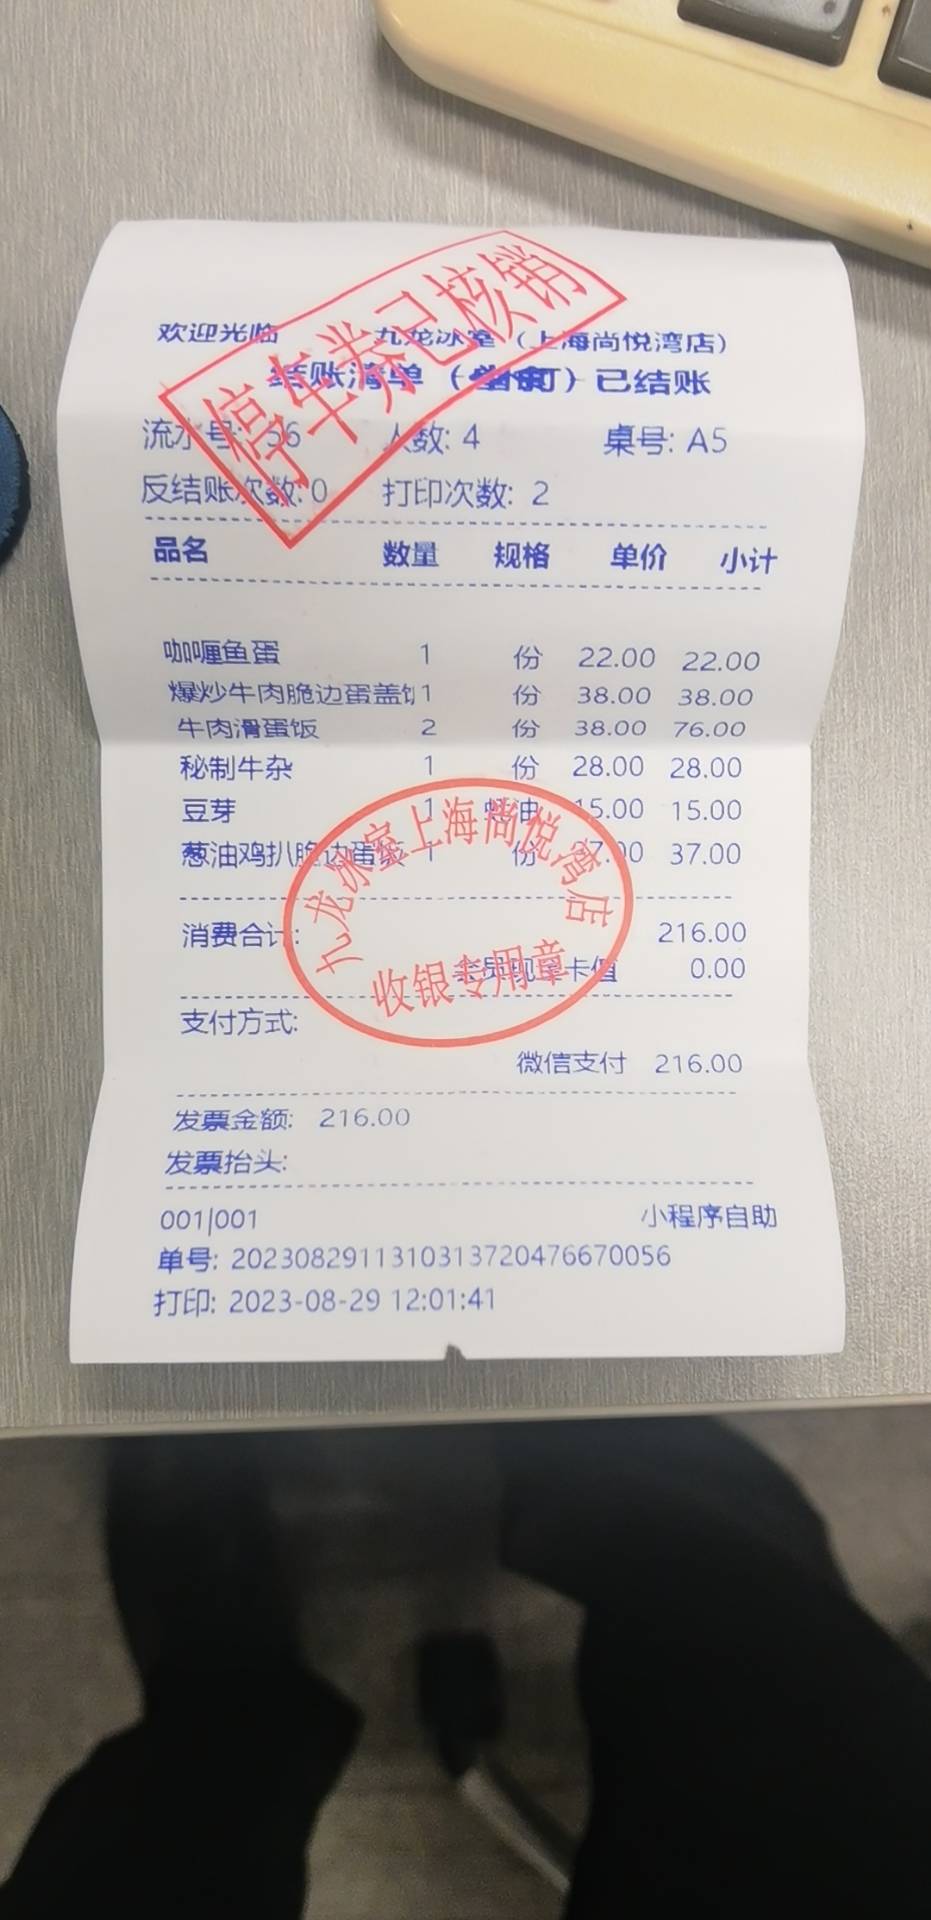 停车券已核销
欢迎光临 九龙冰室（上海尚悦湾店）
结账清单 已结账
流水号: 56 人数: 4 桌号: A5
反结账次数: 0 打印次数: 2
品名 数量 规格 单价 小计
咖喱鱼蛋 1 份 22.00 22.00
爆炒牛肉脆边蛋盖 1 份 38.00 38.00
牛肉滑蛋饭 2 份 38.00 76.00
秘制牛杂 1 份 28.00 28.00
豆芽 1 蚝油 15.00 15.00
葱油鸡扒脆边蛋 1 份 37.00 37.00
九龙冰室上海尚悦湾店
收银专用章
消费合计: 216.00
会员现金卡值 0.00
支付方式:
微信支付 216.00
发票金额: 216.00
发票抬头:
001|001 小程序自助
单号: 2023082911310313720476670056
打印: 2023-08-29 12:01:41